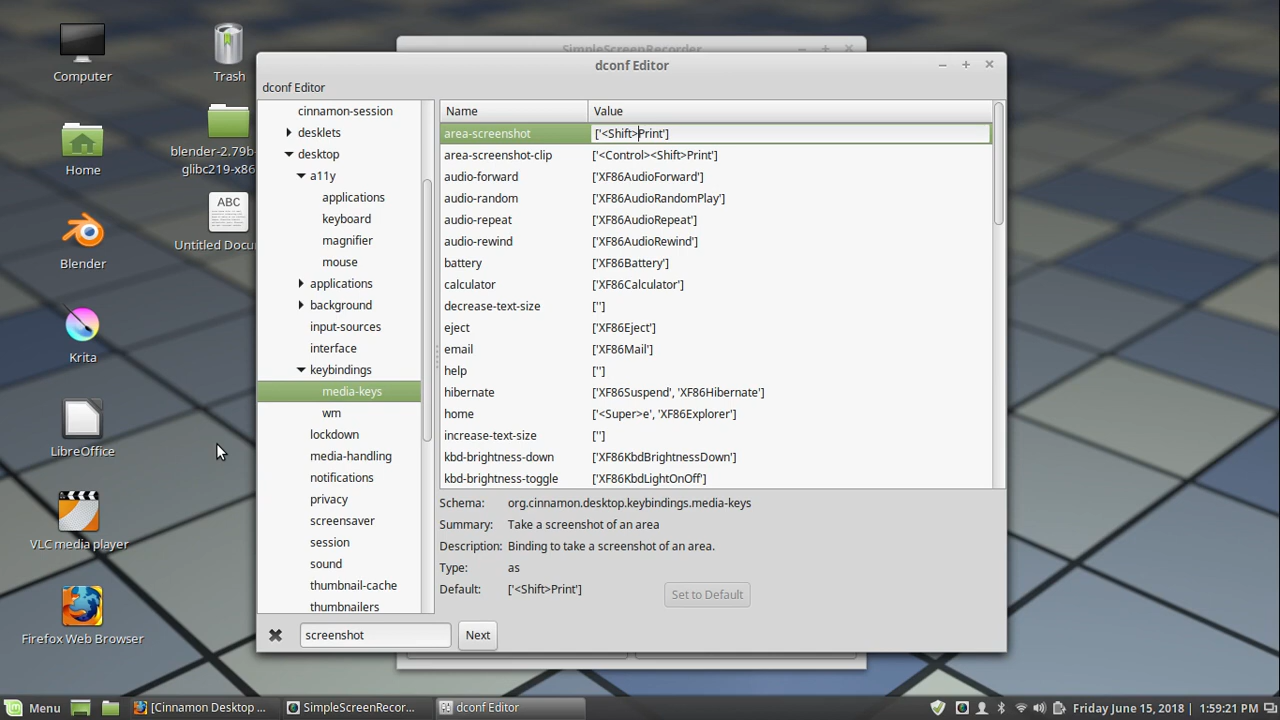 Computer
Trash
Home
blender-2.79b-
glibc219-x86
Blender
ABC
Untitled Docu
Krita
LibreOffice
VLC media player
Firefox Web Browser
SimpleScreenRecorder
dconf Editor
dconf Editor
cinnamon-session
desklets
desktop
a11y
applications
keyboard
magnifier
mouse
applications
background
input-sources
interface
keybindings
media-keys
wm
lockdown
media-handling
notifications
privacy
screensaver
session
sound
thumbnail-cache
thumbnailers
Name Value
area-screenshot ['<Shift>Print']
area-screenshot-clip ['<Control><Shift>Print']
audio-forward ['XF86AudioForward']
audio-random ['XF86AudioRandomPlay']
audio-repeat ['XF86AudioRepeat']
audio-rewind ['XF86AudioRewind']
battery ['XF86Battery']
calculator ['XF86Calculator']
decrease-text-size ['']
eject ['XF86Eject']
email ['XF86Mail']
help ['']
hibernate ['XF86Suspend', 'XF86Hibernate']
home ['<Super>e', 'XF86Explorer']
increase-text-size ['']
kbd-brightness-down ['XF86KbdBrightnessDown']
kbd-brightness-toggle ['XF86KbdLightOnOff']
Schema: org.cinnamon.desktop.keybindings.media-keys
Summary: Take a screenshot of an area
Description: Binding to take a screenshot of an area.
Type: as
Default: ['<Shift>Print']
Set to Default
screenshot
Next
Menu
[Cinnamon Desktop ...
SimpleScreenRecor...
dconf Editor
Friday June 15, 2018
1:59:21 PM